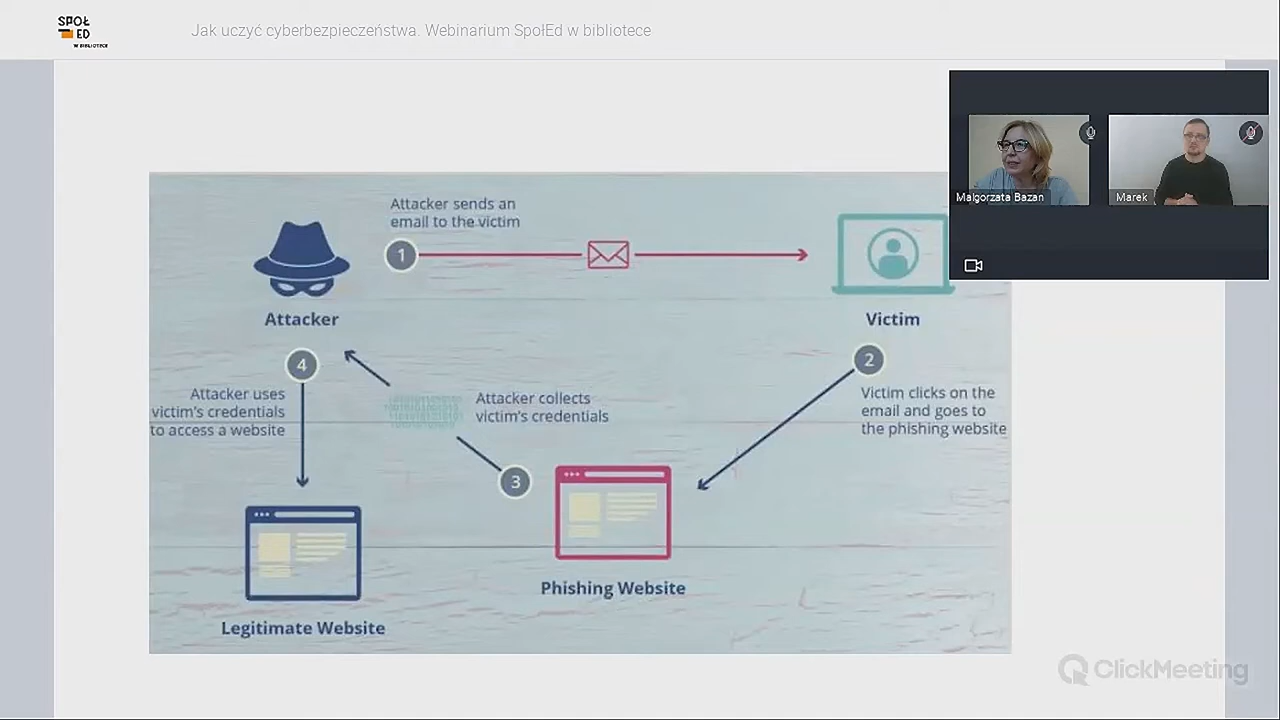 SPOŁ
ED
W BIBLIOTECE
Jak uczyć cyberbezpieczeństwa. Webinarium SpołEd w bibliotece
Malgorzata Bazan
Marek
Attacker sends an
email to the victim
1
Attacker
Victim
4
2
Attacker uses
victim's credentials
to access a website
Attacker collects
victim's credentials
Victim clicks on the
email and goes to
the phishing website
3
Phishing Website
Legitimate Website
ClickMeeting